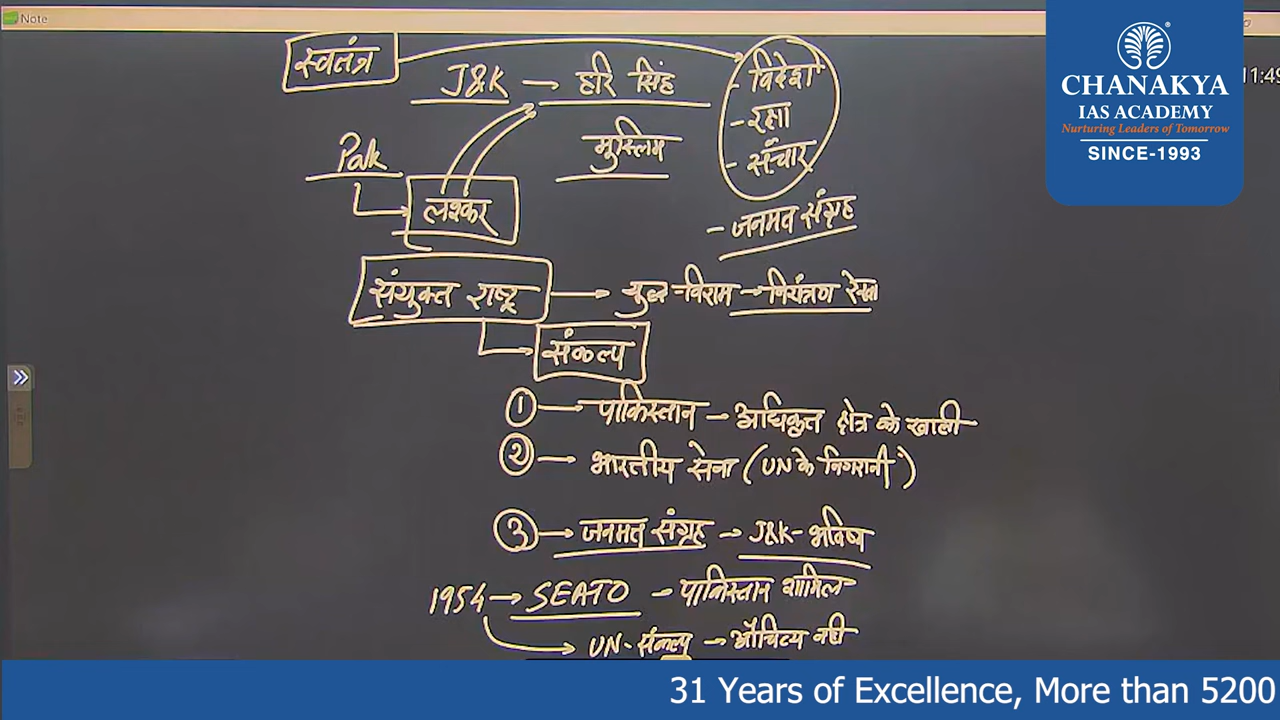 Note
स्वतंत्र
J&K → हरि सिंह
- विदेश
- रक्षा
- संचार
मुस्लिम
Pak
लश्कर
- जनमत संग्रह
संयुक्त राष्ट्र → युद्ध-विराम → नियंत्रण रेखा
संकल्प
① → पाकिस्तान - अधिकृत क्षेत्र के खाली
② → भारतीय सेना (UN के निगरानी)
③ → जनमत संग्रह → J&K - भविष्य
1954 → SEATO - पाकिस्तान शामिल
→ UN-संकल्प → औचित्य नही
CHANAKYA
IAS ACADEMY
Nurturing Leaders of Tomorrow
SINCE-1993
11:49
31 Years of Excellence, More than 5200